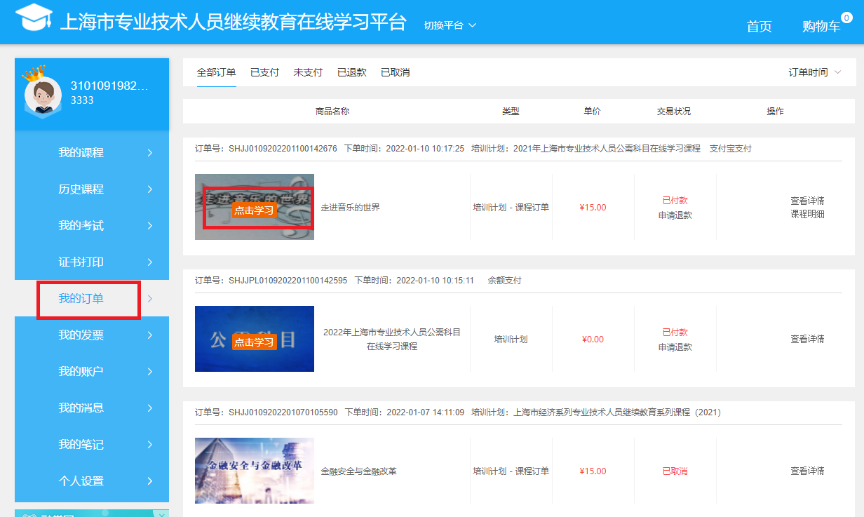 上海市专业技术人员继续教育在线学习平台 切换平台 首页 购物车 0
3101091982...
3333
我的课程
历史课程
我的考试
证书打印
我的订单
我的发票
我的账户
我的消息
我的笔记
个人设置
全部订单 已支付 未支付 已退款 已取消 订单时间
商品名称 类型 单价 交易状况 操作
订单号: SHJJ0109202201100142676 下单时间: 2022-01-10 10:17:25 培训计划: 2021年上海市专业技术人员公需科目在线学习课程 支付宝支付
走进音乐的世界
点击学习
走进音乐的世界 培训计划 - 课程订单 ¥15.00
已付款
申请退款
查看详情
课程明细
订单号: SHJJPL0109202201100142595 下单时间: 2022-01-10 10:15:11 余额支付
公需科目
点击学习
2022年上海市专业技术人员公需科目
在线学习课程
培训计划 ¥0.00
已付款
申请退款
查看详情
订单号: SHJJ0109202201070105590 下单时间: 2022-01-07 14:11:09 培训计划: 上海市经济系列专业技术人员继续教育系列课程 (2021)
金融安全与金融改革
金融安全与金融改革 培训计划 - 课程订单 ¥15.00 已取消 查看详情